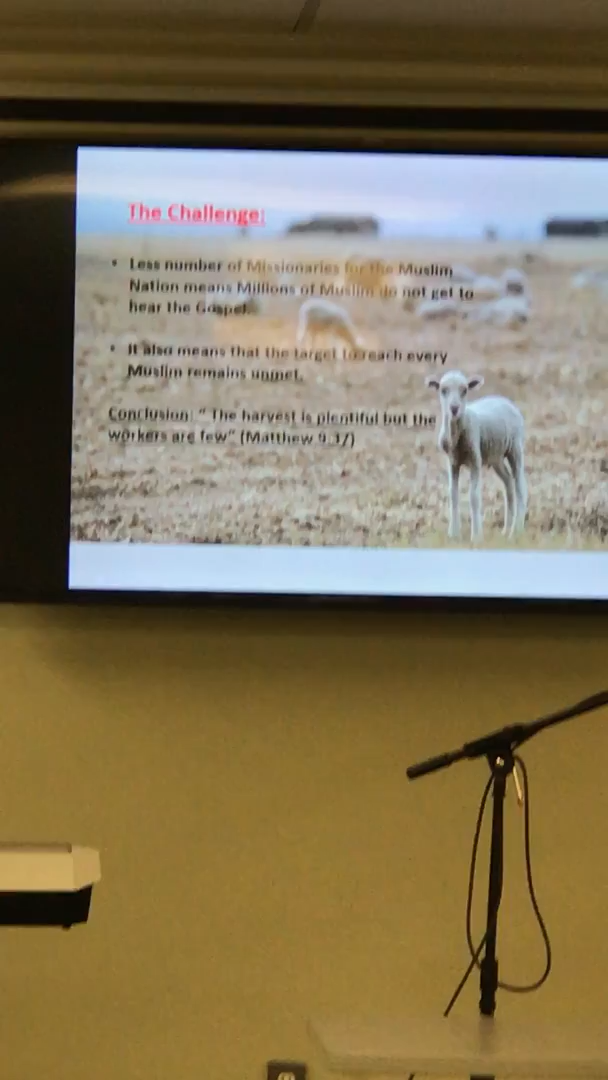 The Challenge:
• Less number of Missionaries for the Muslim
Nation means Millions of Muslim do not get to
hear the Gospel.
• It also means that the target to reach every
Muslim remains unmet.
Conclusion: “ The harvest is plentiful but the
workers are few” (Matthew 9:37)